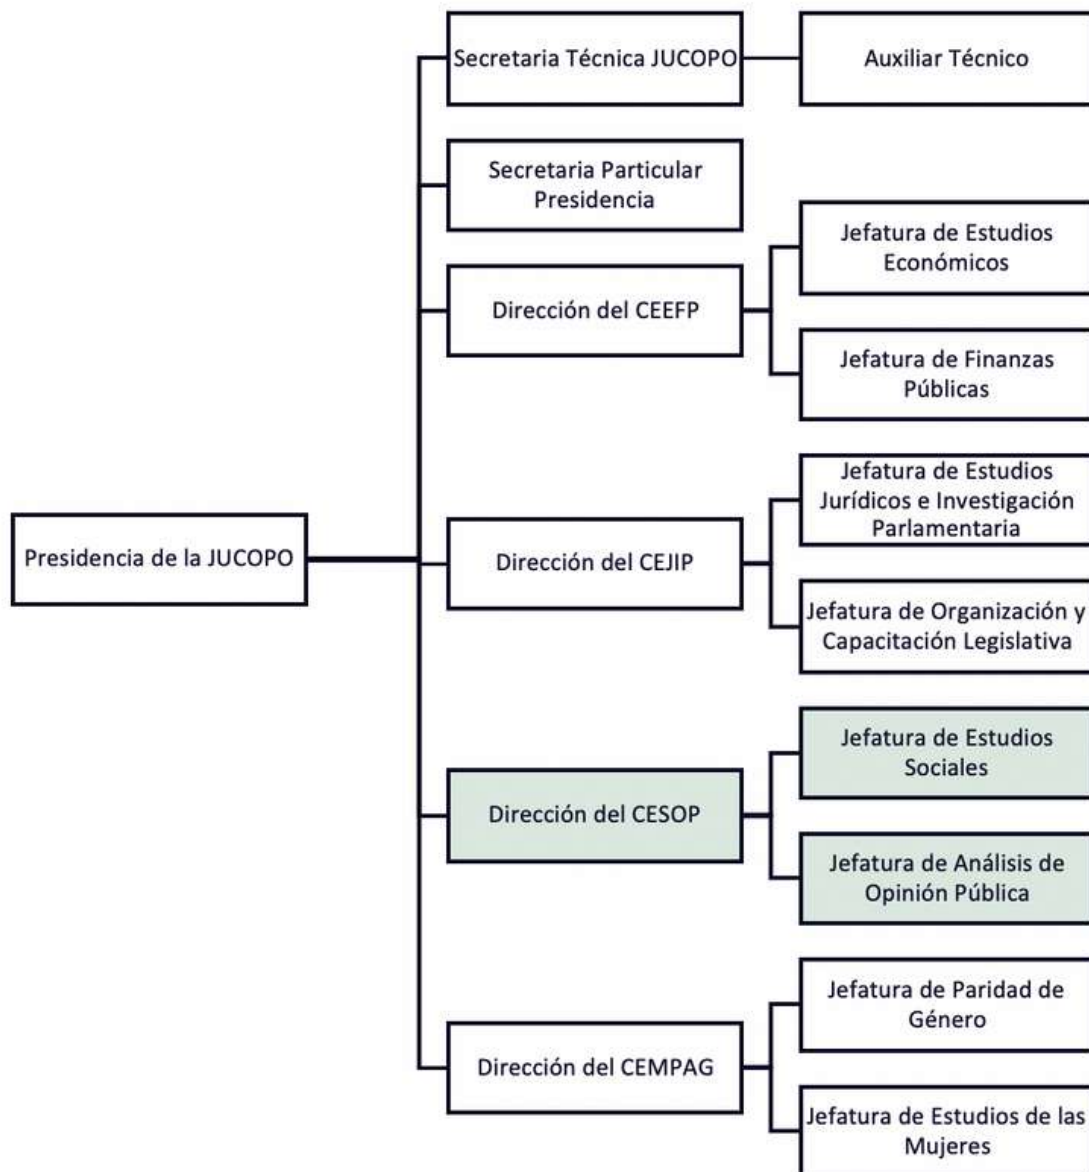 Secretaria Técnica JUCOPO
Auxiliar Técnico
Secretaria Particular
Presidencia
Jefatura de Estudios
Económicos
Dirección del CEEFP
Jefatura de Finanzas
Públicas
Jefatura de Estudios
Jurídicos e Investigación
Parlamentaria
Presidencia de la JUCOPO
Dirección del CEJIP
Jefatura de Organización y
Capacitación Legislativa
Jefatura de Estudios
Sociales
Dirección del CESOP
Jefatura de Análisis de
Opinión Pública
Jefatura de Paridad de
Género
Dirección del CEMPAG
Jefatura de Estudios de las
Mujeres